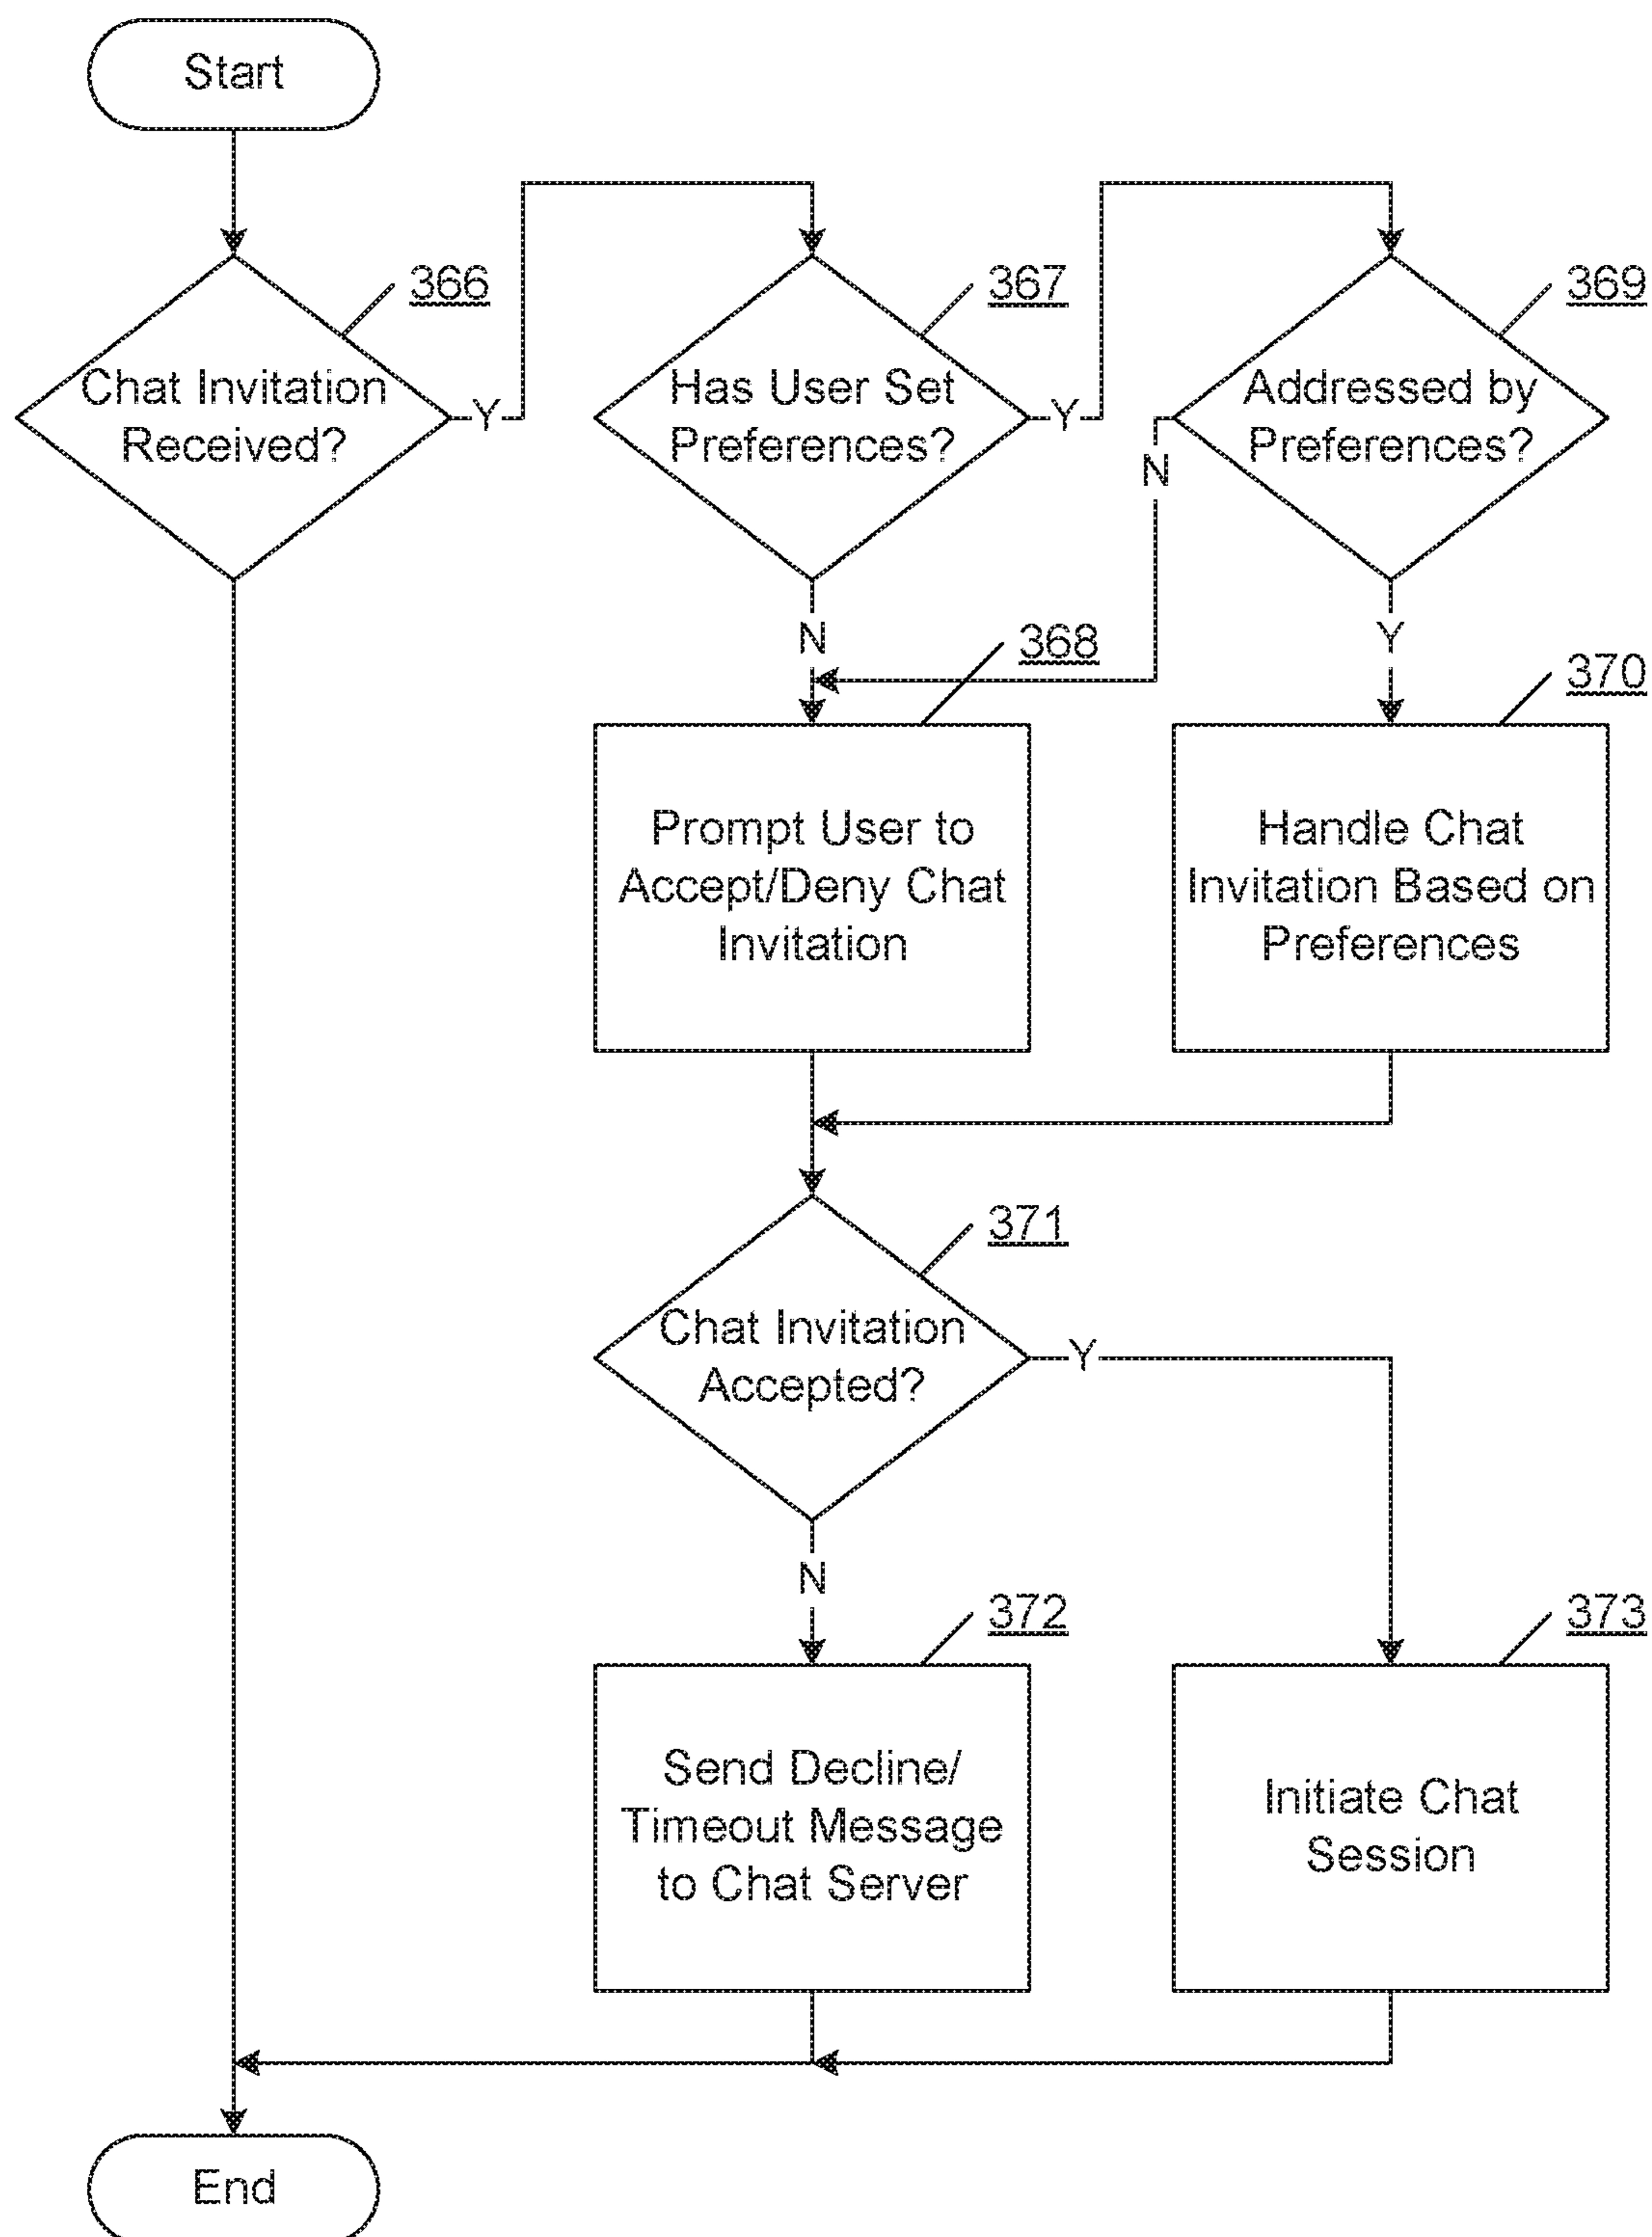 Start
366
Chat Invitation
Received?
Y
367
Has User Set
Preferences?
Y
369
Addressed by
Preferences?
N
N
Y
368
Prompt User to
Accept/Deny Chat
Invitation
370
Handle Chat
Invitation Based on
Preferences
371
Chat Invitation
Accepted?
Y
N
372
Send Decline/
Timeout Message
to Chat Server
373
Initiate Chat
Session
End